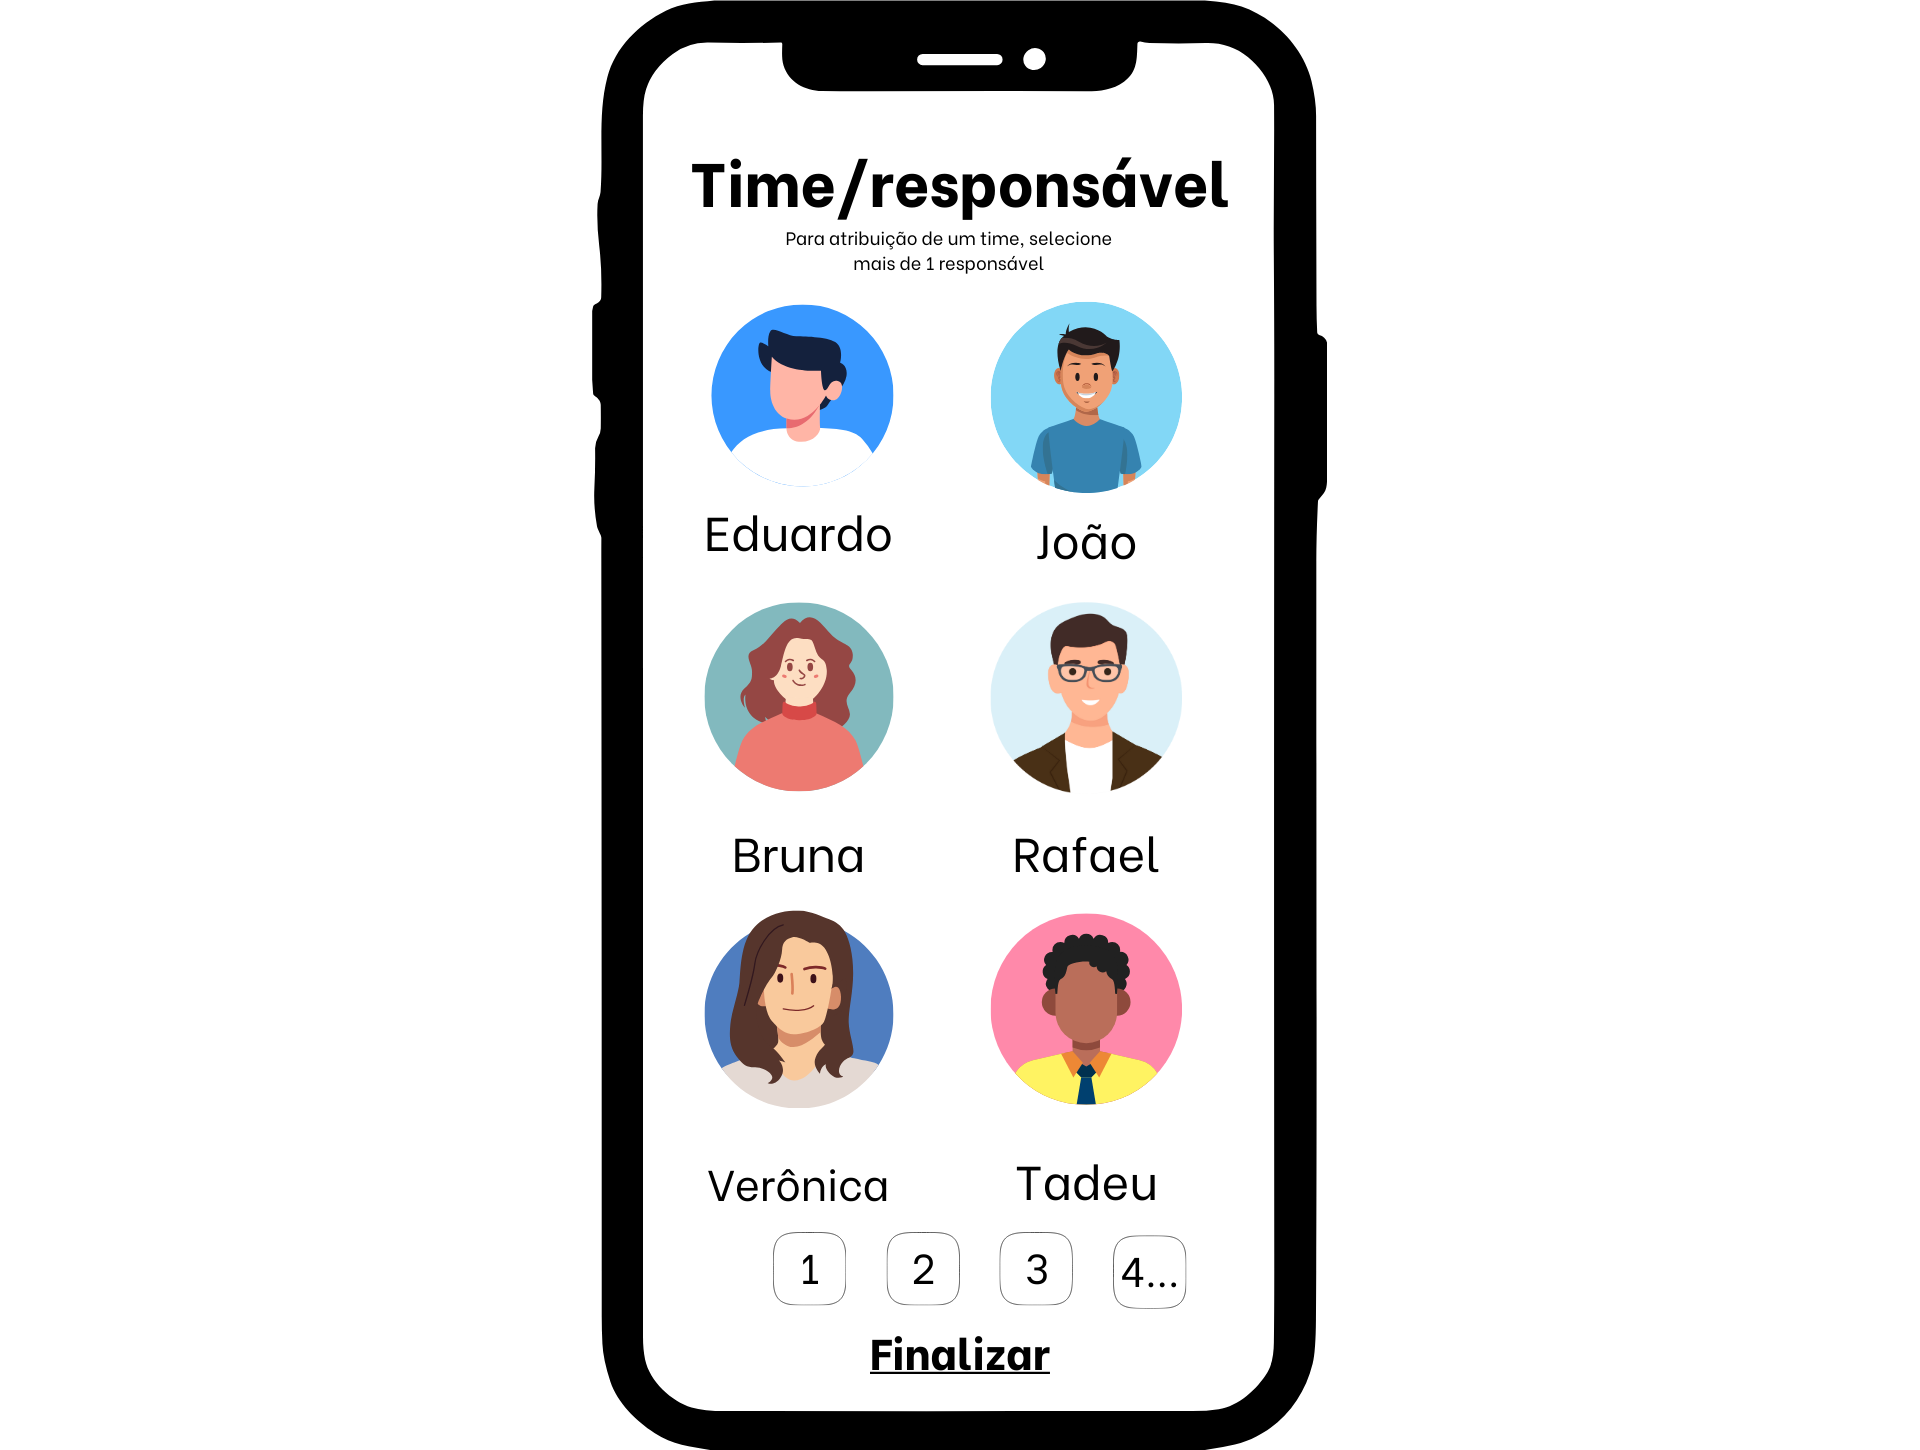 Time/responsável
Para atribuição de um time, selecione
mais de 1 responsável
Eduardo
João
Bruna
Rafael
Verônica
Tadeu
1 2 3 4...
Finalizar